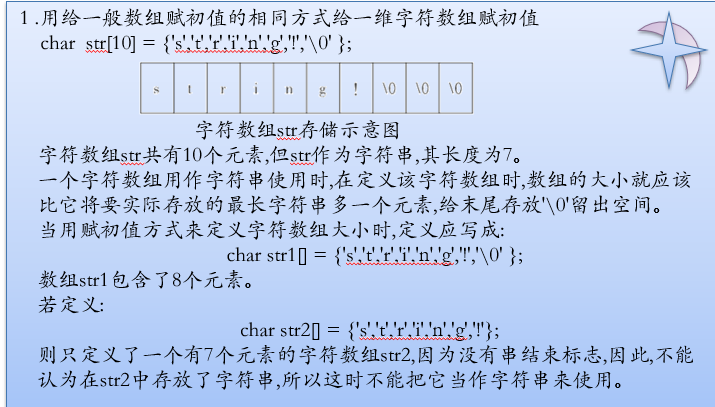 1.用给一般数组赋初值的相同方式给一维字符数组赋初值
char str[10] = {'s','t','r','i','n','g','!','\0' };
s t r i n g ! \0 \0 \0
字符数组str存储示意图
字符数组str共有10个元素,但str作为字符串,其长度为7。
一个字符数组用作字符串使用时,在定义该字符数组时,数组的大小就应该
比它将要实际存放的最长字符串多一个元素,给末尾存放'\0'留出空间。
当用赋初值方式来定义字符数组大小时,定义应写成:
char str1[] = {'s','t','r','i','n','g','!','\0' };
数组str1包含了8个元素。
若定义:
char str2[] = {'s','t','r','i','n','g','!'};
则只定义了一个有7个元素的字符数组str2,因为没有串结束标志,因此,不能
认为在str2中存放了字符串,所以这时不能把它当作字符串来使用。